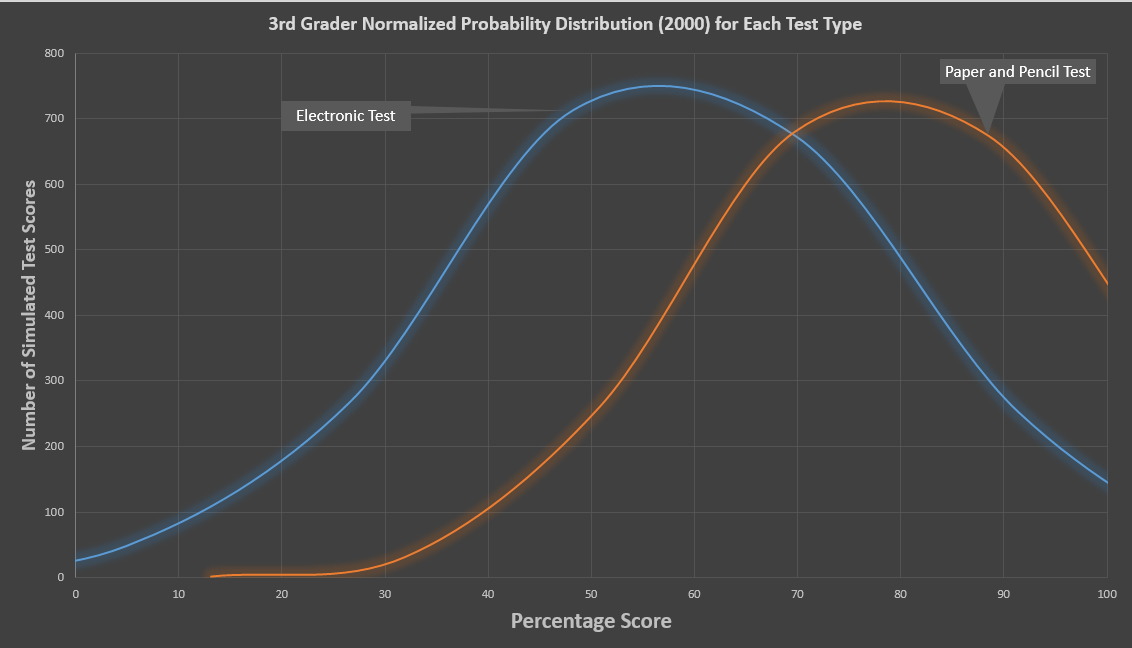 3rd Grader Normalized Probability Distribution (2000) for Each Test Type
800
700
600
500
400
300
200
100
0
Number of Simulated Test Scores
Electronic Test
Paper and Pencil Test
0 10 20 30 40 50 60 70 80 90 100
Percentage Score